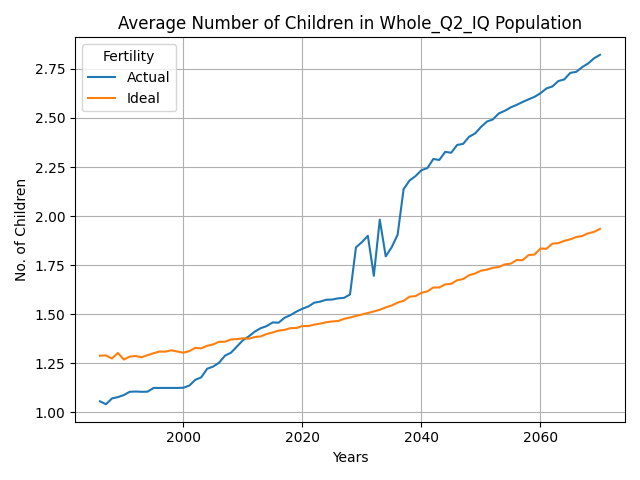 Average Number of Children in Whole_Q2_IQ Population
Fertility
Actual
Ideal
No. of Children
2.75
2.50
2.25
2.00
1.75
1.50
1.25
1.00
2000
2020
2040
2060
Years